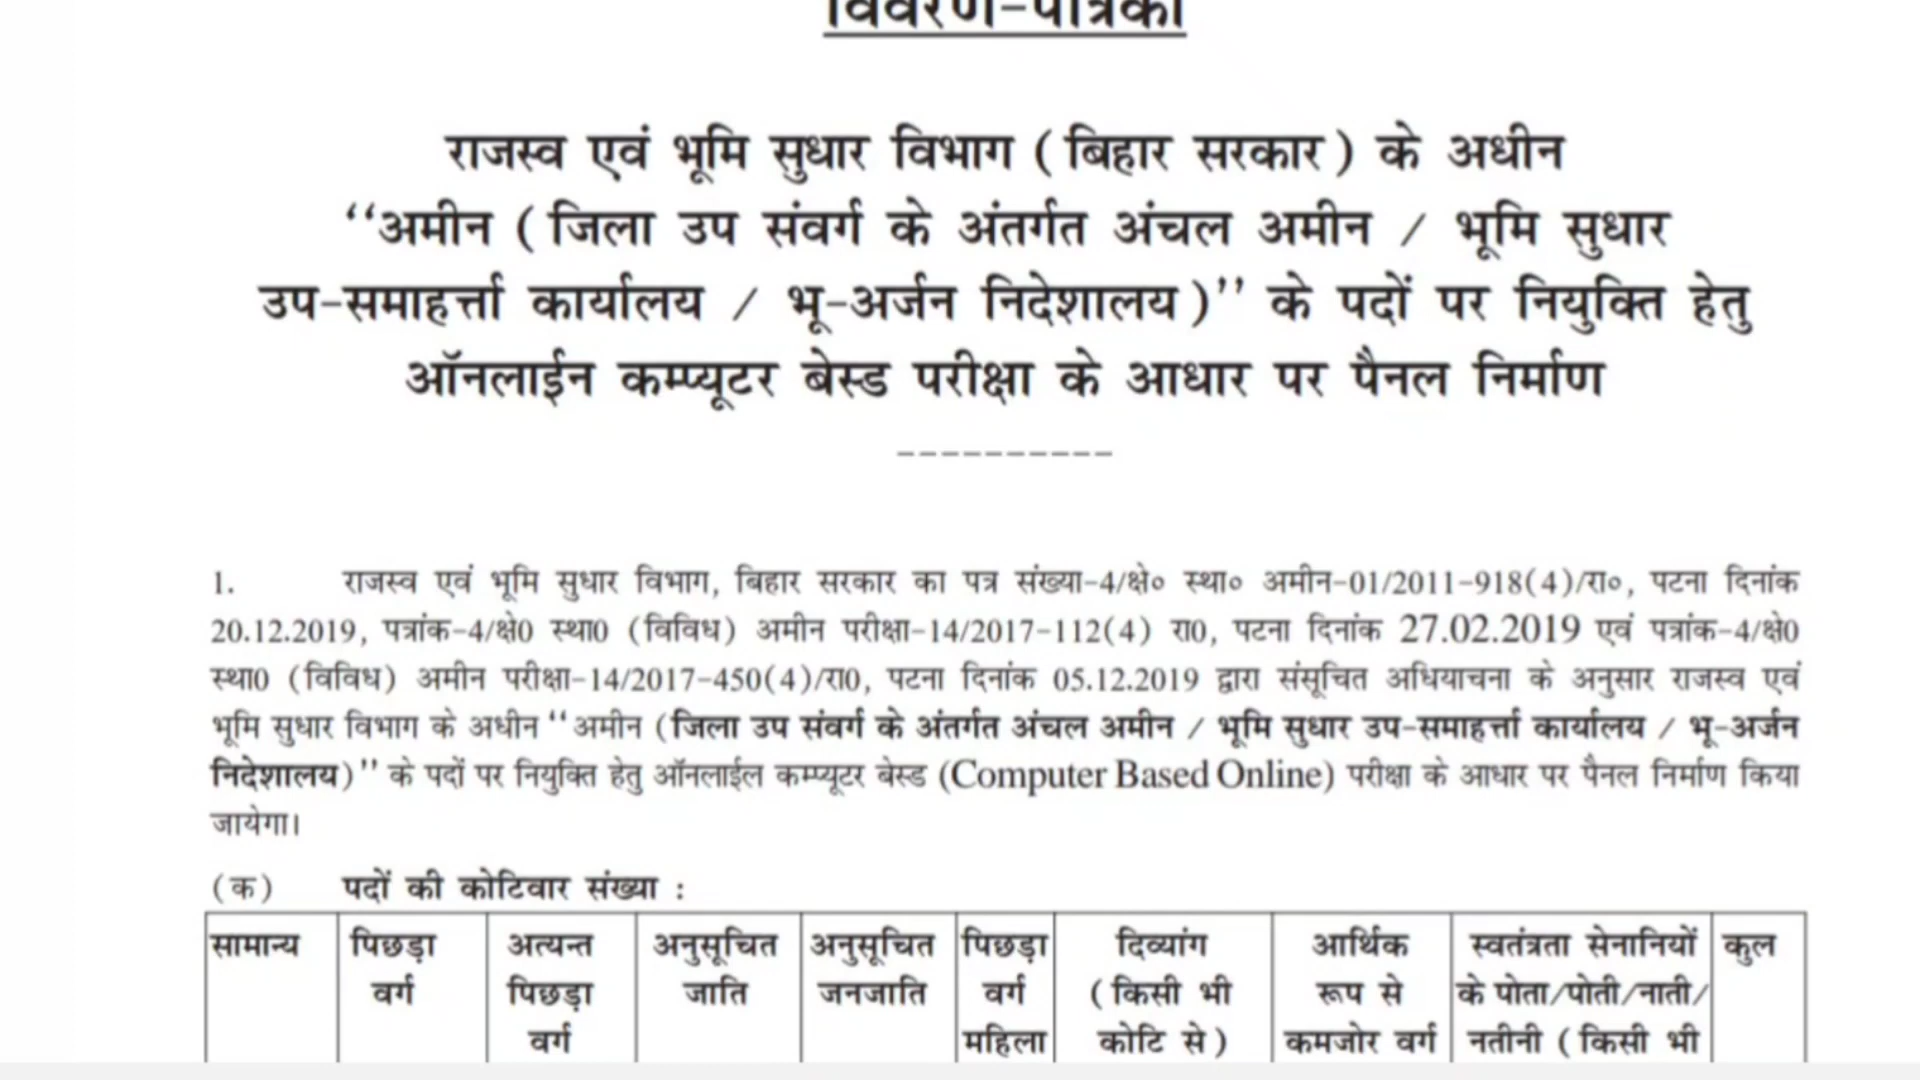 विवरण-पत्रिका
राजस्व एवं भूमि सुधार विभाग ( बिहार सरकार ) के अधीन
‘‘अमीन ( जिला उप संवर्ग के अंतर्गत अंचल अमीन / भूमि सुधार
उप-समाहर्त्ता कार्यालय / भू-अर्जन निदेशालय )’’ के पदों पर नियुक्ति हेतु
ऑनलाईन कम्प्यूटर बेस्ड परीक्षा के आधार पर पैनल निर्माण
----------
1. राजस्व एवं भूमि सुधार विभाग, बिहार सरकार का पत्र संख्या-4/क्षे० स्था० अमीन-01/2011-918(4)/रा०, पटना दिनांक
20.12.2019, पत्रांक-4/क्षे0 स्था0 (विविध) अमीन परीक्षा-14/2017-112(4) रा0, पटना दिनांक 27.02.2019 एवं पत्रांक-4/क्षे0
स्था0 (विविध) अमीन परीक्षा-14/2017-450(4)/रा0, पटना दिनांक 05.12.2019 द्वारा संसूचित अधियाचना के अनुसार राजस्व एवं
भूमि सुधार विभाग के अधीन ‘‘अमीन (जिला उप संवर्ग के अंतर्गत अंचल अमीन / भूमि सुधार उप-समाहर्त्ता कार्यालय / भू-अर्जन
निदेशालय)’’ के पदों पर नियुक्ति हेतु ऑनलाईल कम्प्यूटर बेस्ड (Computer Based Online) परीक्षा के आधार पर पैनल निर्माण किया
जायेगा।
(क) पदों की कोटिवार संख्या :
सामान्य पिछड़ा अत्यन्त अनुसूचित अनुसूचित पिछड़ा दिव्यांग आर्थिक स्वतंत्रता सेनानियों कुल
वर्ग पिछड़ा जाति जनजाति वर्ग ( किसी भी रूप से के पोता/पोती/नाती/
वर्ग महिला कोटि से ) कमजोर वर्ग नतीनी ( किसी भी